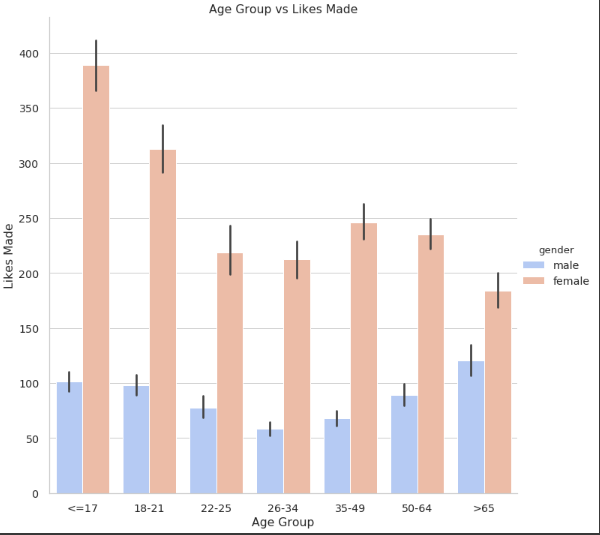 Age Group vs Likes Made
Likes Made
400
350
300
250
200
150
100
50
0
<=17 18-21 22-25 26-34 35-49 50-64 >65
Age Group
gender
male
female